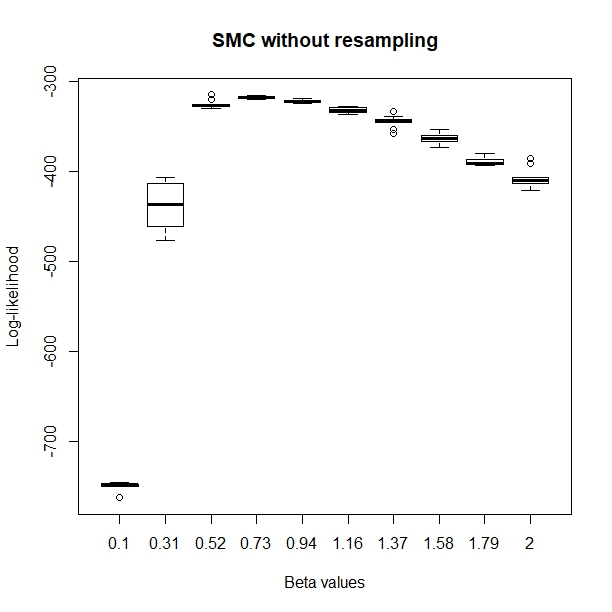 SMC without resampling
-300
-400
-500
-600
-700
Log-likelihood
0.1 0.31 0.52 0.73 0.94 1.16 1.37 1.58 1.79 2
Beta values